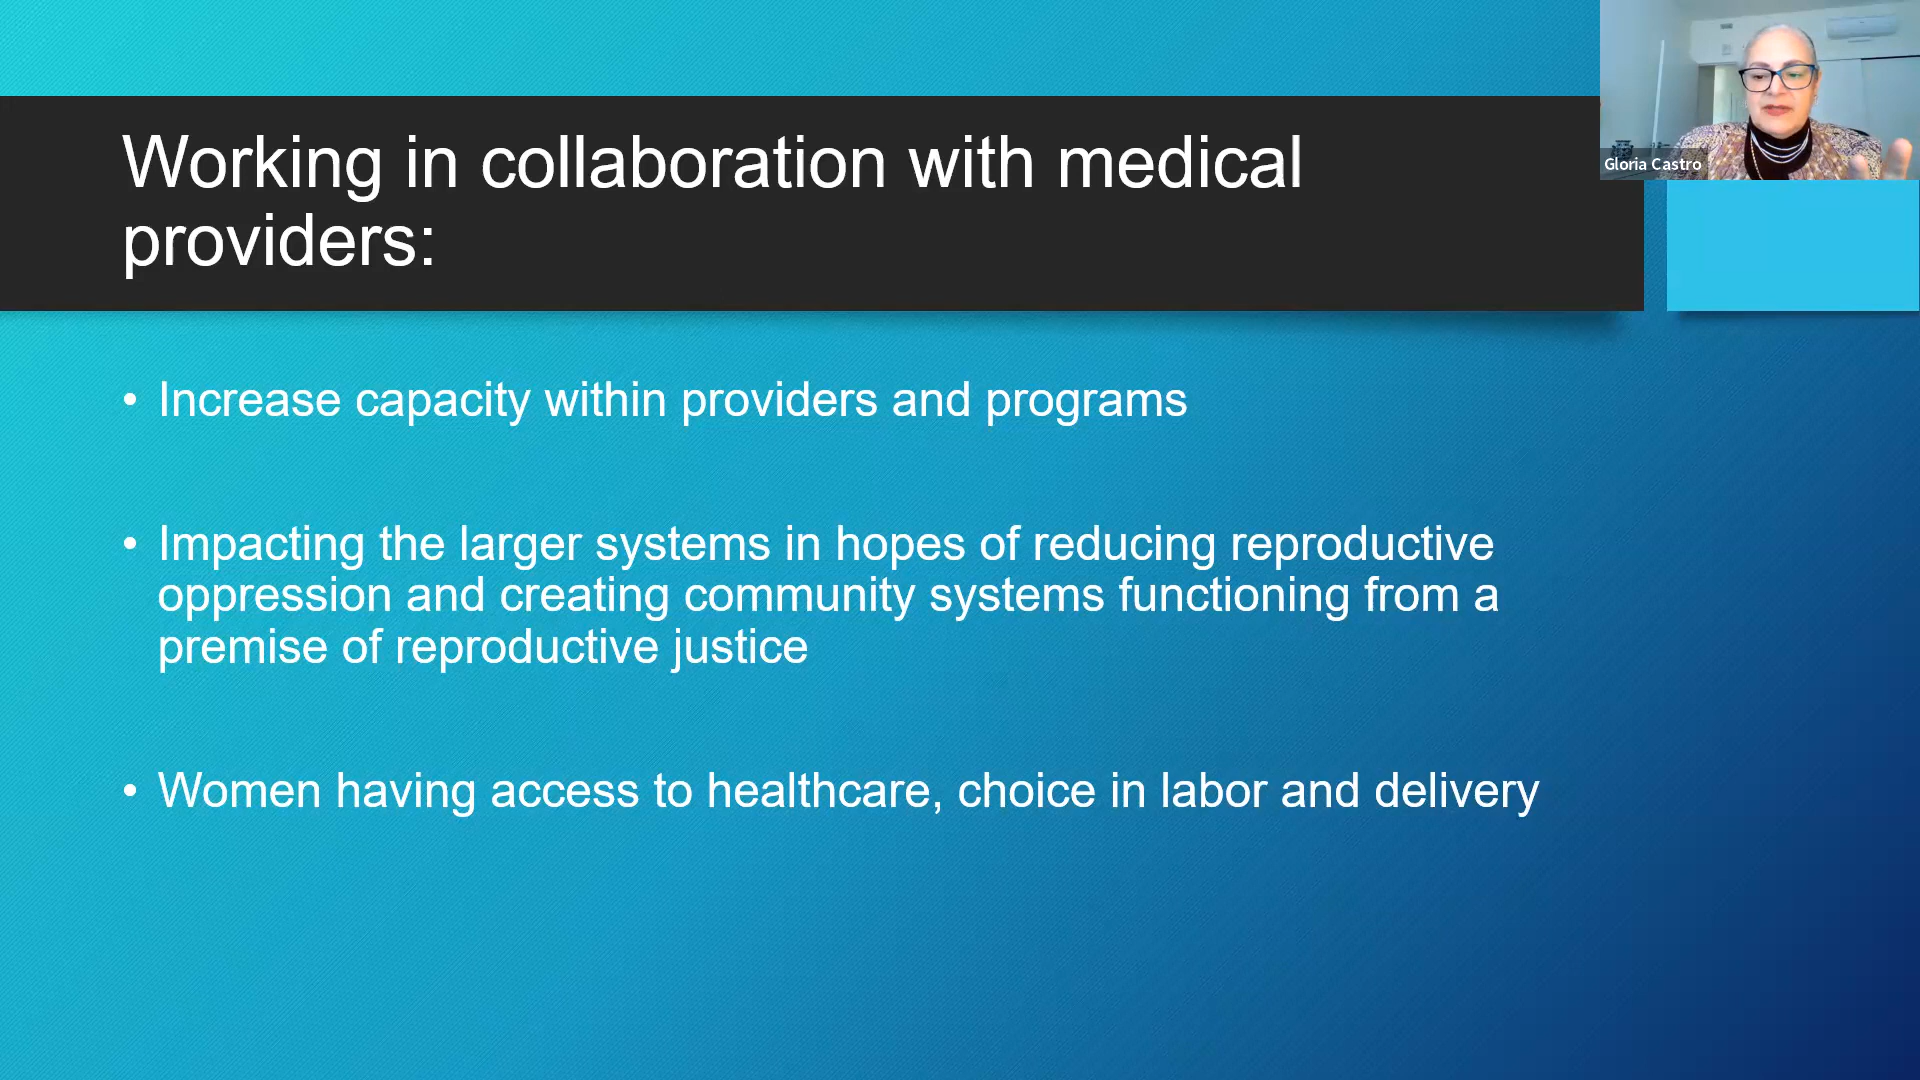 Working in collaboration with medical
providers:
Gloria Castro
• Increase capacity within providers and programs
• Impacting the larger systems in hopes of reducing reproductive
oppression and creating community systems functioning from a
premise of reproductive justice
• Women having access to healthcare, choice in labor and delivery